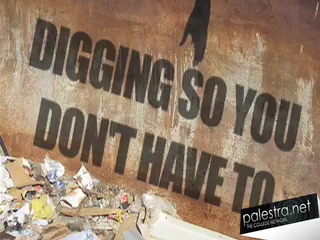 DIGGING SO YOU
DON'T HAVE TO
palestra.net
THE COLLEGE NETWORK.